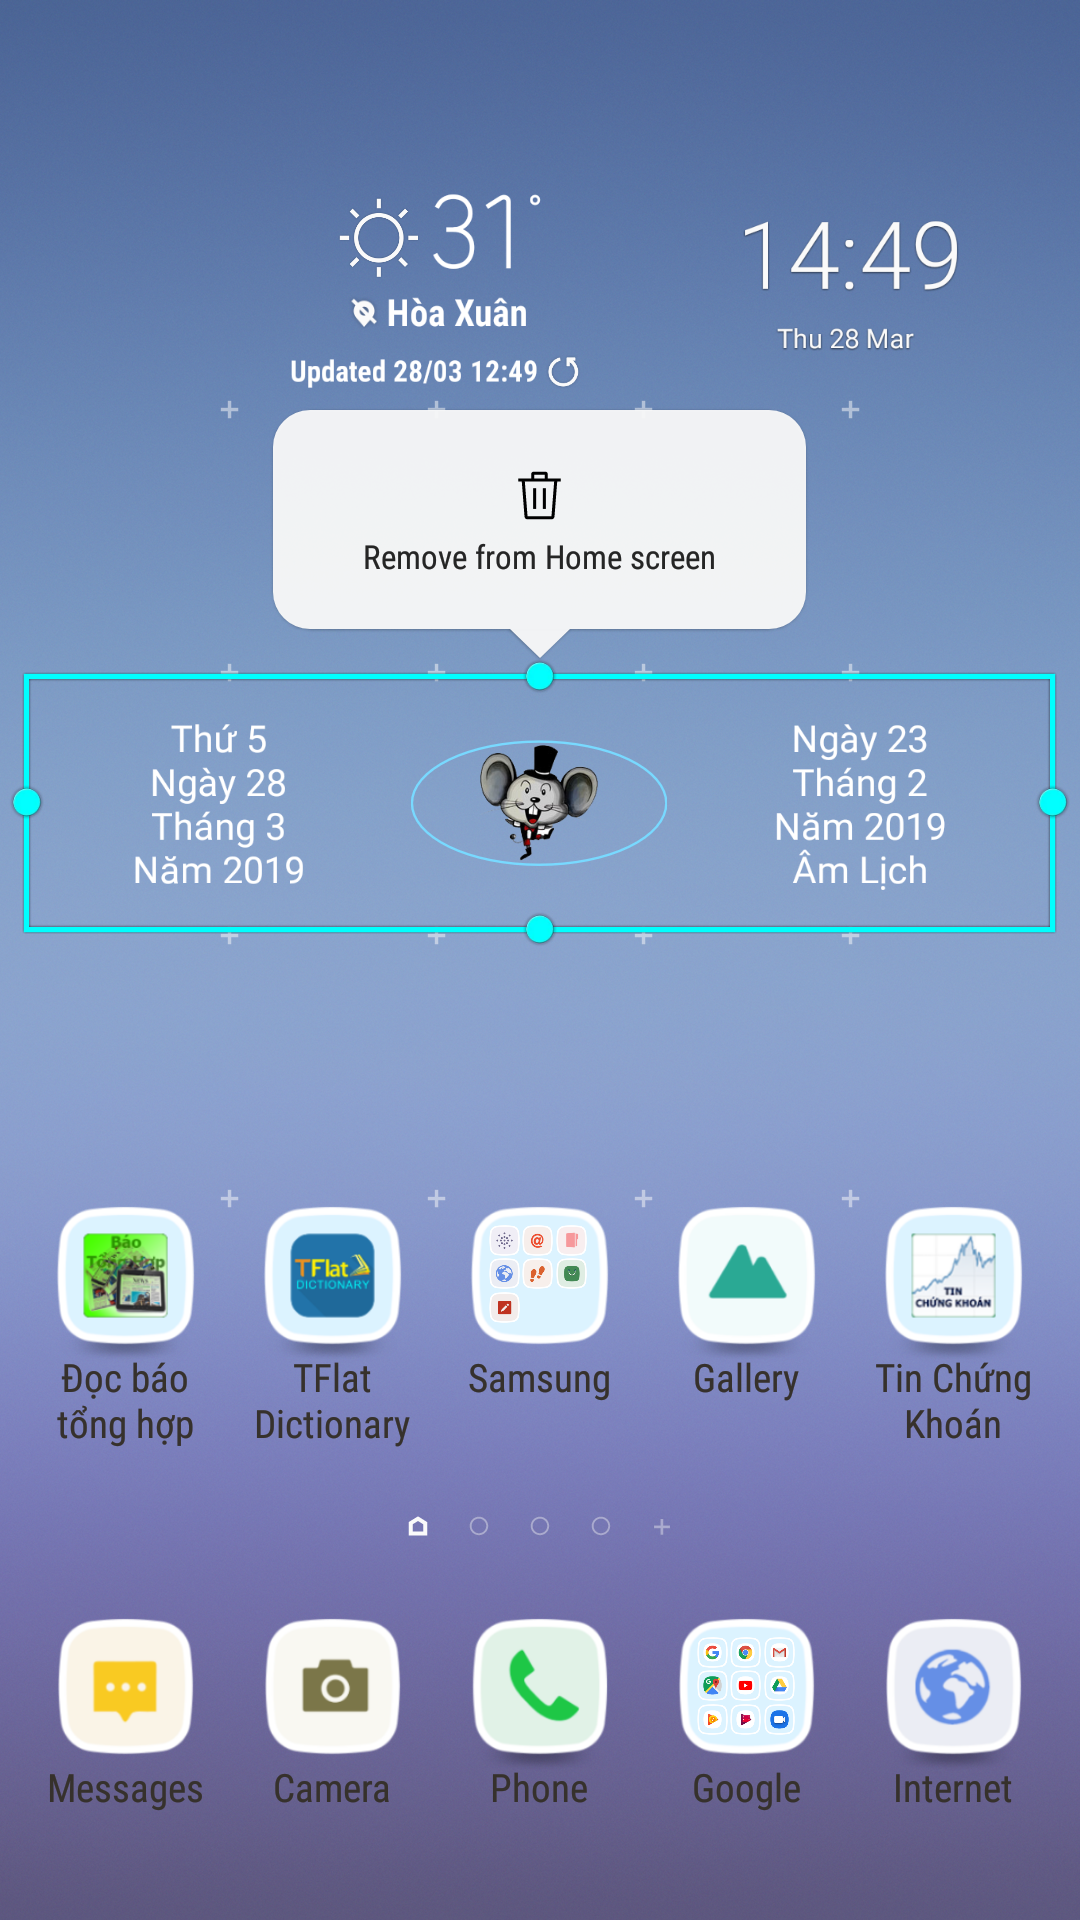 31°
Hòa Xuân
Updated 28/03 12:49
14:49
Thu 28 Mar
Remove from Home screen
Thứ 5
Ngày 28
Tháng 3
Năm 2019
Ngày 23
Tháng 2
Năm 2019
Âm Lịch
Báo
Tổng Hợp
TFlat
DICTIONARY
TIN
CHỨNG KHOÁN
Đọc báo
tổng hợp
TFlat
Dictionary
Samsung
Gallery
Tin Chứng
Khoán
Messages
Camera
Phone
Google
Internet